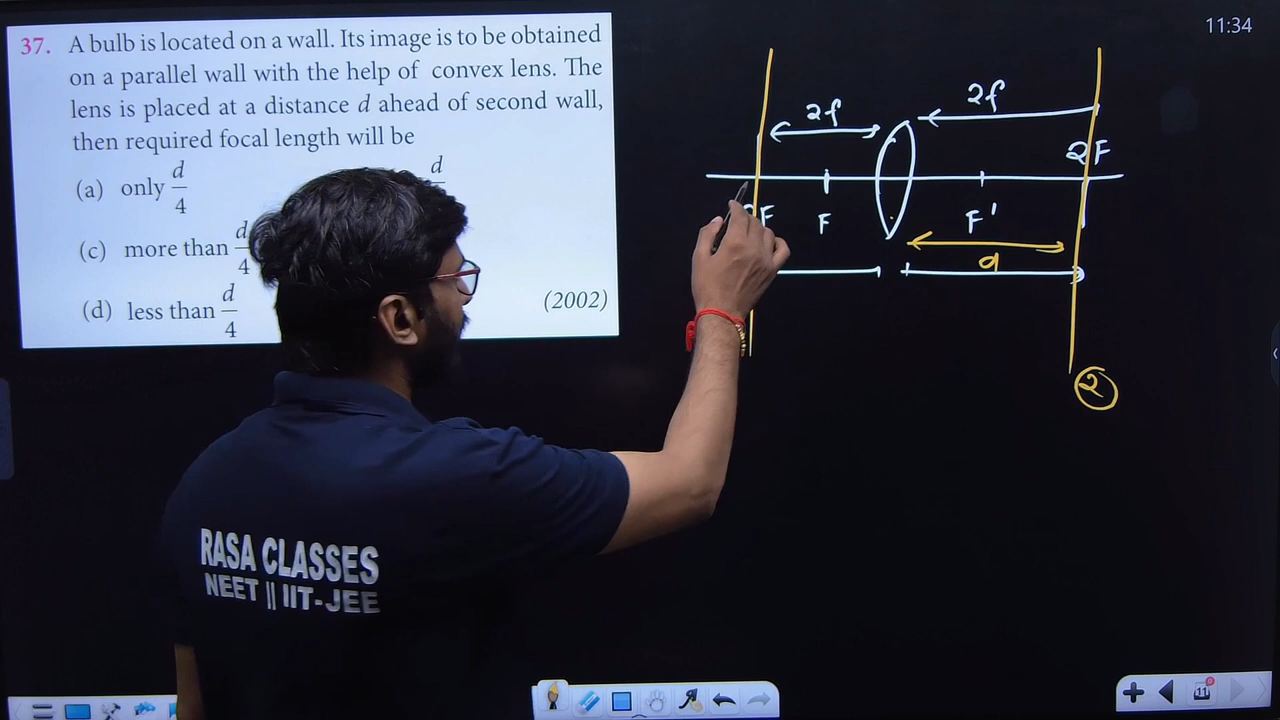 11:34
37. A bulb is located on a wall. Its image is to be obtained
on a parallel wall with the help of convex lens. The
lens is placed at a distance d ahead of second wall,
then required focal length will be
(a) only d/4
d
(c) more than d/4
(d) less than d/4
(2002)
2f
2f
2F
F
F'
F
d
2
RASA CLASSES
NEET || IIT-JEE
11